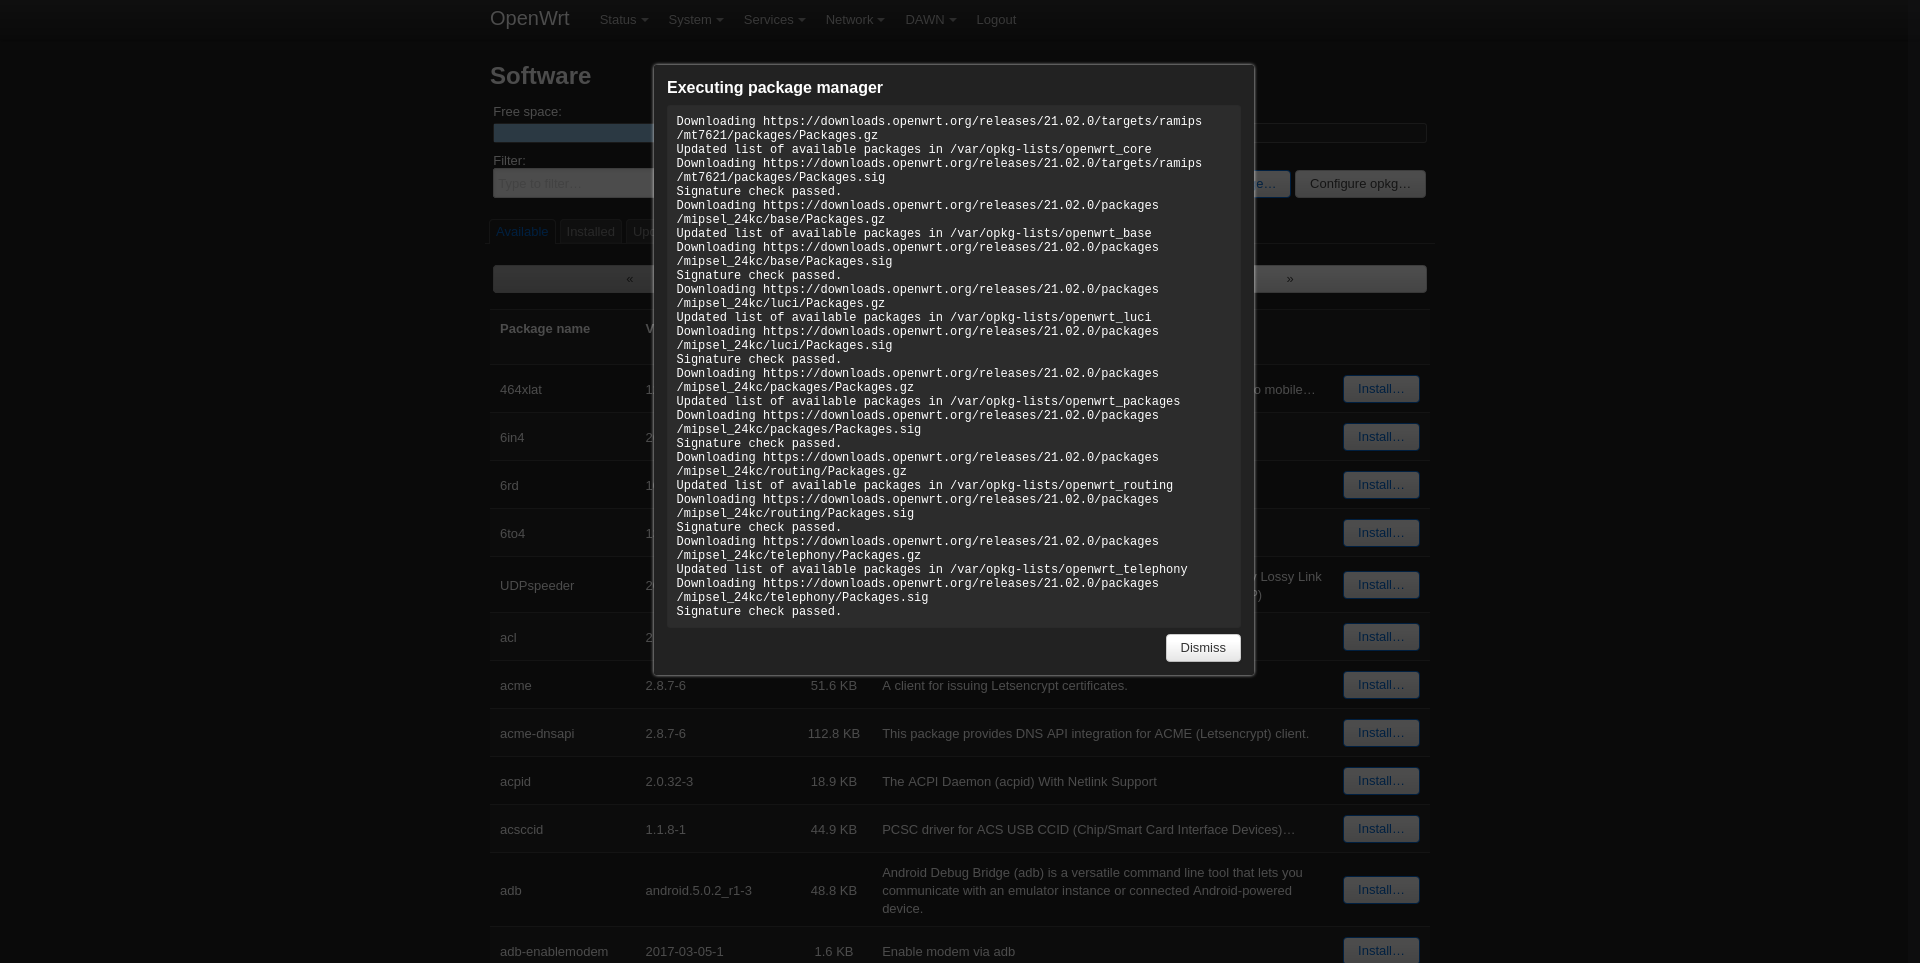 OpenWrt Status System Services Network DAWN Logout
Software
Free space:
Filter:
Type to filter…
Configure opkg…
Available Installed
« »
Package name
464xlat
o mobile… Install…
6in4
Install…
6rd
Install…
6to4
Install…
UDPspeeder
Lossy Link
Install…
acl
Install…
acme 2.8.7-6 51.6 KB A client for issuing Letsencrypt certificates. Install…
acme-dnsapi 2.8.7-6 112.8 KB This package provides DNS API integration for ACME (Letsencrypt) client. Install…
acpid 2.0.32-3 18.9 KB The ACPI Daemon (acpid) With Netlink Support Install…
acsccid 1.1.8-1 44.9 KB PCSC driver for ACS USB CCID (Chip/Smart Card Interface Devices)… Install…
Android Debug Bridge (adb) is a versatile command line tool that lets you
adb android.5.0.2_r1-3 48.8 KB communicate with an emulator instance or connected Android-powered Install…
device.
adb-enablemodem 2017-03-05-1 1.6 KB Enable modem via adb Install…
Executing package manager
Downloading https://downloads.openwrt.org/releases/21.02.0/targets/ramips
/mt7621/packages/Packages.gz
Updated list of available packages in /var/opkg-lists/openwrt_core
Downloading https://downloads.openwrt.org/releases/21.02.0/targets/ramips
/mt7621/packages/Packages.sig
Signature check passed.
Downloading https://downloads.openwrt.org/releases/21.02.0/packages
/mipsel_24kc/base/Packages.gz
Updated list of available packages in /var/opkg-lists/openwrt_base
Downloading https://downloads.openwrt.org/releases/21.02.0/packages
/mipsel_24kc/base/Packages.sig
Signature check passed.
Downloading https://downloads.openwrt.org/releases/21.02.0/packages
/mipsel_24kc/luci/Packages.gz
Updated list of available packages in /var/opkg-lists/openwrt_luci
Downloading https://downloads.openwrt.org/releases/21.02.0/packages
/mipsel_24kc/luci/Packages.sig
Signature check passed.
Downloading https://downloads.openwrt.org/releases/21.02.0/packages
/mipsel_24kc/packages/Packages.gz
Updated list of available packages in /var/opkg-lists/openwrt_packages
Downloading https://downloads.openwrt.org/releases/21.02.0/packages
/mipsel_24kc/packages/Packages.sig
Signature check passed.
Downloading https://downloads.openwrt.org/releases/21.02.0/packages
/mipsel_24kc/routing/Packages.gz
Updated list of available packages in /var/opkg-lists/openwrt_routing
Downloading https://downloads.openwrt.org/releases/21.02.0/packages
/mipsel_24kc/routing/Packages.sig
Signature check passed.
Downloading https://downloads.openwrt.org/releases/21.02.0/packages
/mipsel_24kc/telephony/Packages.gz
Updated list of available packages in /var/opkg-lists/openwrt_telephony
Downloading https://downloads.openwrt.org/releases/21.02.0/packages
/mipsel_24kc/telephony/Packages.sig
Signature check passed.
Dismiss